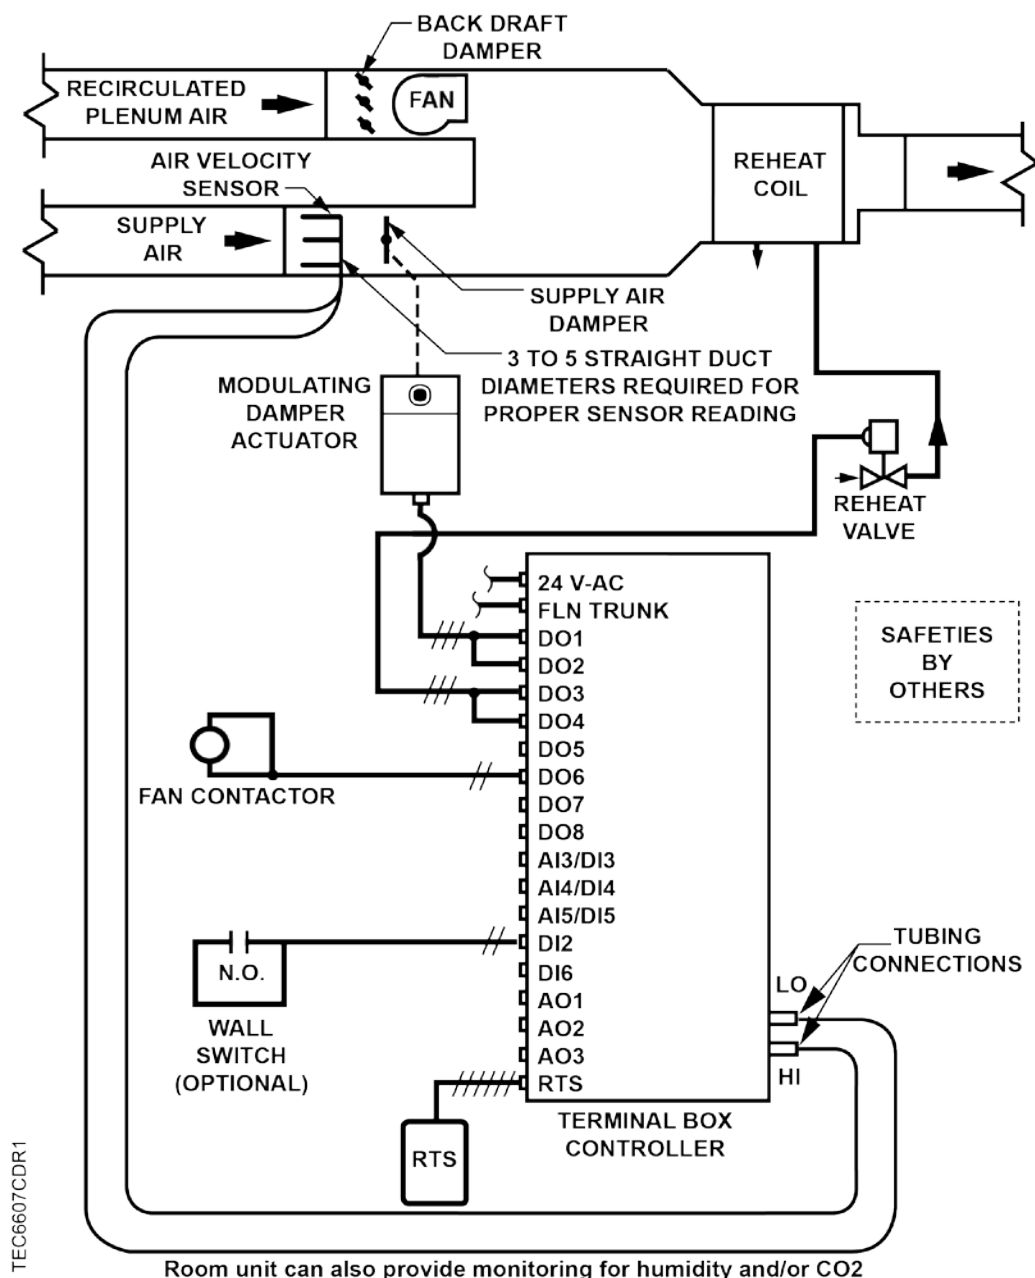 BACK DRAFT
DAMPER
RECIRCULATED
PLENUM AIR
FAN
AIR VELOCITY
SENSOR
REHEAT
COIL
SUPPLY
AIR
SUPPLY AIR
DAMPER
3 TO 5 STRAIGHT DUCT
DIAMETERS REQUIRED FOR
PROPER SENSOR READING
MODULATING
DAMPER
ACTUATOR
REHEAT
VALVE
24 V-AC
FLN TRUNK
DO1
DO2
DO3
DO4
DO5
DO6
DO7
DO8
AI3/DI3
AI4/DI4
AI5/DI5
DI2
DI6
AO1
AO2
AO3
RTS
SAFETIES
BY
OTHERS
FAN CONTACTOR
N.O.
WALL
SWITCH
(OPTIONAL)
TUBING
CONNECTIONS
LO
HI
TERMINAL BOX
CONTROLLER
RTS
TEC6607CDR1
Room unit can also provide monitoring for humidity and/or CO2